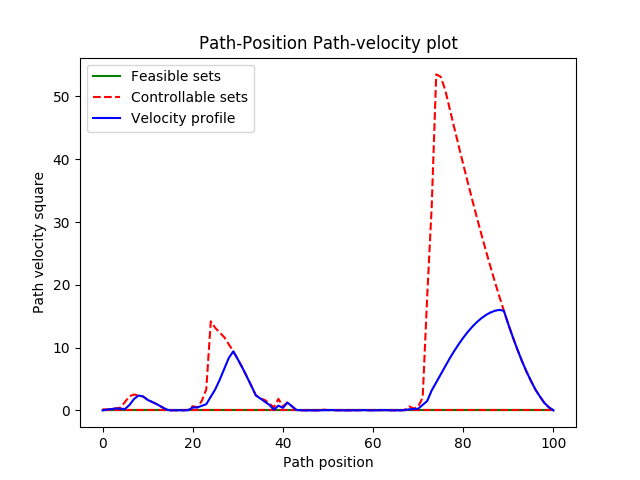 Path-Position Path-velocity plot
Feasible sets
Controllable sets
Velocity profile
Path velocity square
50
40
30
20
10
0
0 20 40 60 80 100
Path position